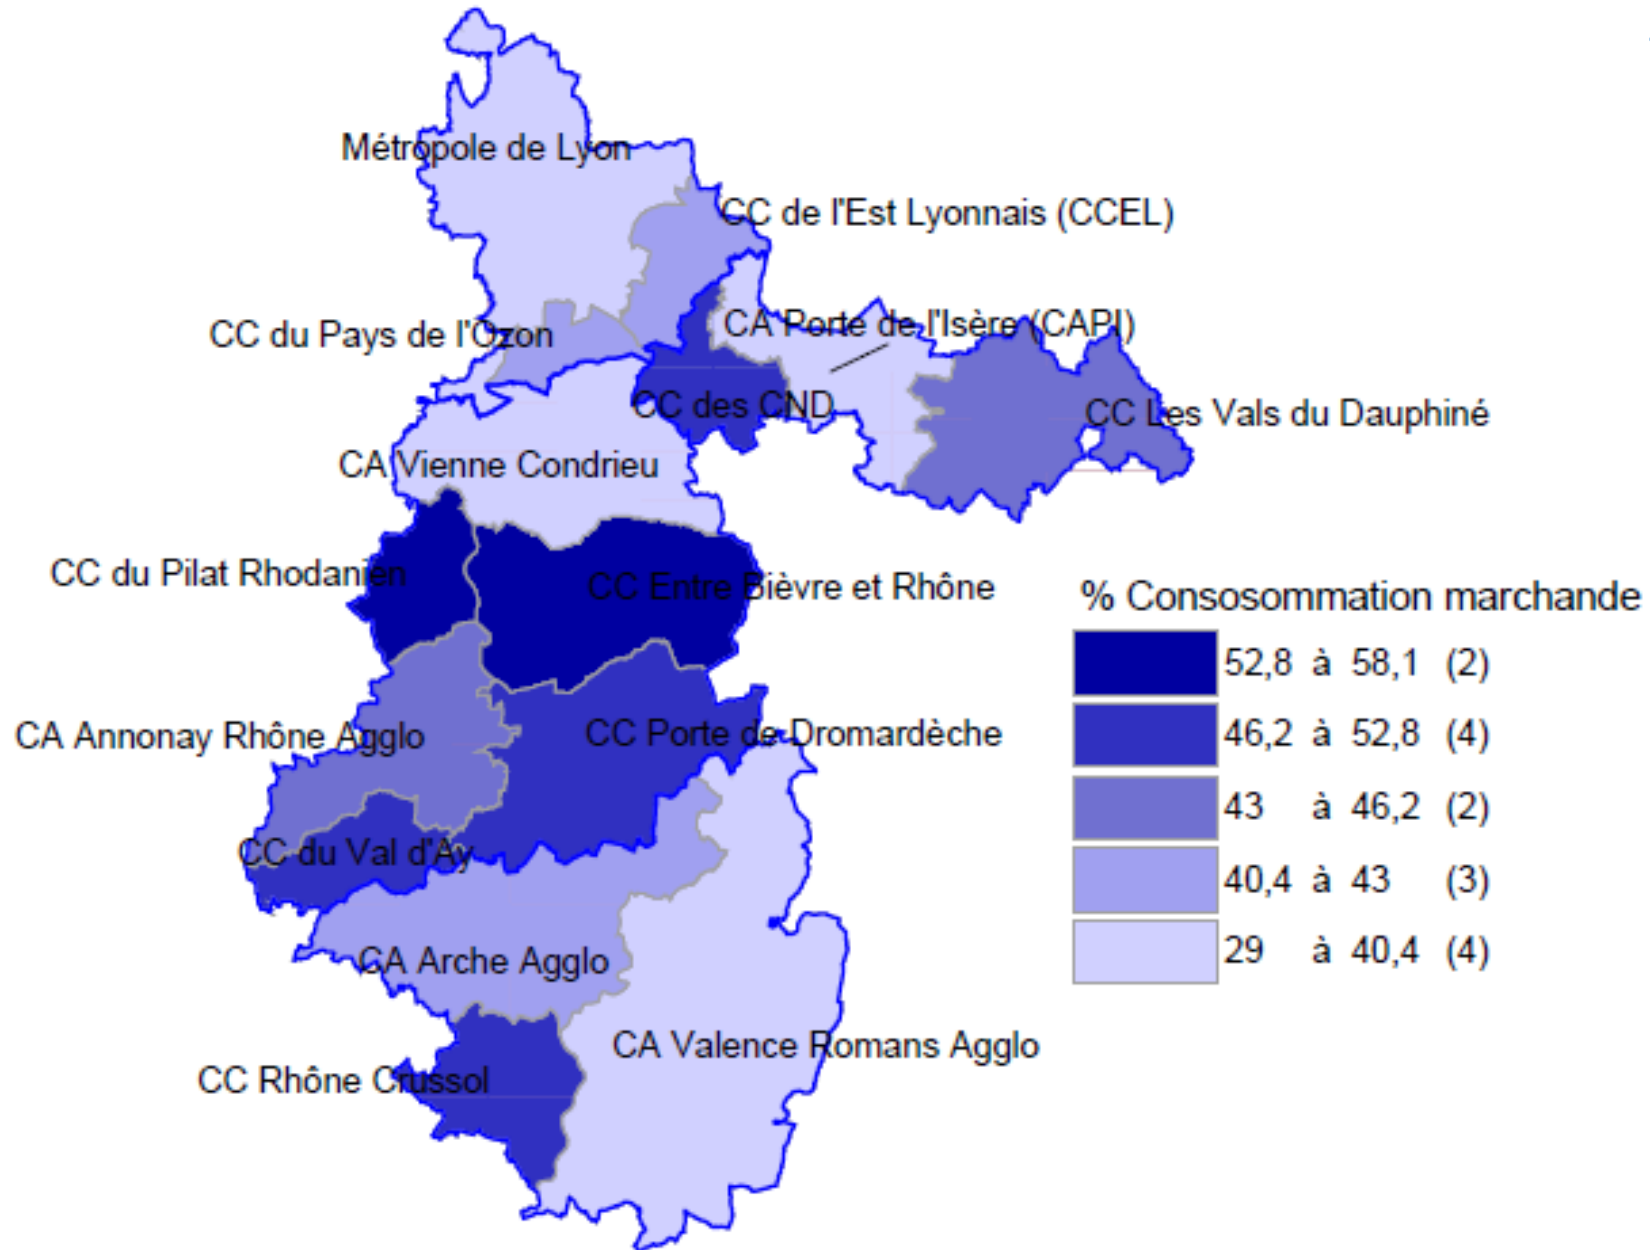 Métropole de Lyon
CC de l'Est Lyonnais (CCEL)
CC du Pays de l'Ozon
CA Porte de l'Isère (CAPI)
CC des CND
CC Les Vals du Dauphiné
CA Vienne Condrieu
CC du Pilat Rhodanien
CC Entre Bièvre et Rhône
CA Annonay Rhône Agglo
CC Porte de Dromardèche
CC du Val d'Ay
CA Arche Agglo
CA Valence Romans Agglo
CC Rhône Crussol
% Consosommation marchande
52,8 à 58,1 (2)
46,2 à 52,8 (4)
43 à 46,2 (2)
40,4 à 43 (3)
29 à 40,4 (4)